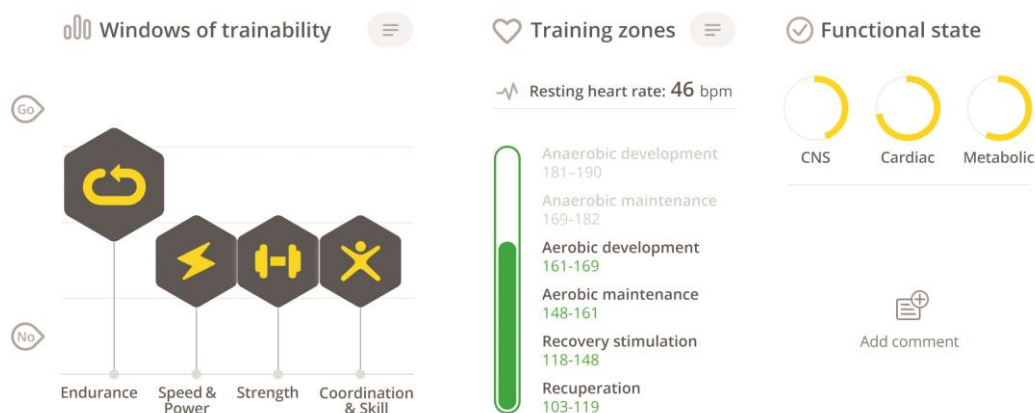 Windows of trainability
Go
No
Endurance
Speed &
Power
Strength
Coordination
& Skill
Training zones
Resting heart rate: 46 bpm
Anaerobic development
181–190
Anaerobic maintenance
169-182
Aerobic development
161-169
Aerobic maintenance
148-161
Recovery stimulation
118-148
Recuperation
103-119
Functional state
CNS
Cardiac
Metabolic
Add comment